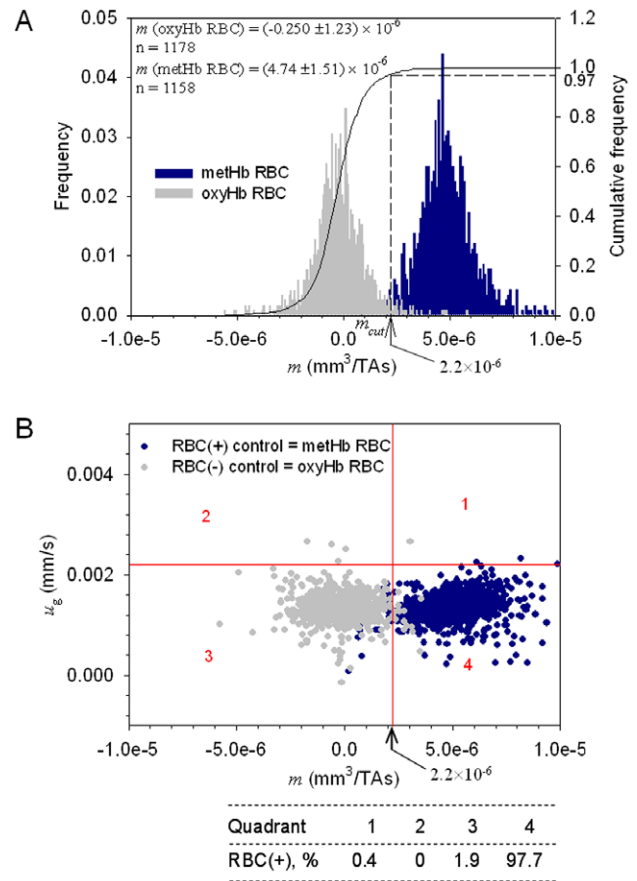 A
m (oxyHb RBC) = (-0.250 ±1.23) × 10⁻⁶
n = 1178
m (metHb RBC) = (4.74 ±1.51) × 10⁻⁶
n = 1158
metHb RBC
oxyHb RBC
Frequency
0.05
0.04
0.03
0.02
0.01
0.00
Cumulative frequency
1.2
1.0
0.97
0.8
0.6
0.4
0.2
0.0
-1.0e-5 -5.0e-6 0.0 5.0e-6 1.0e-5
m_cut
m (mm³/TAs)
2.2×10⁻⁶
B
RBC(+) control = metHb RBC
RBC(-) control = oxyHb RBC
1
2
3
4
u_g (mm/s)
0.004
0.002
0.000
-1.0e-5 -5.0e-6 0.0 5.0e-6 1.0e-5
m (mm³/TAs)
2.2×10⁻⁶
Quadrant 1 2 3 4
RBC(+), % 0.4 0 1.9 97.7